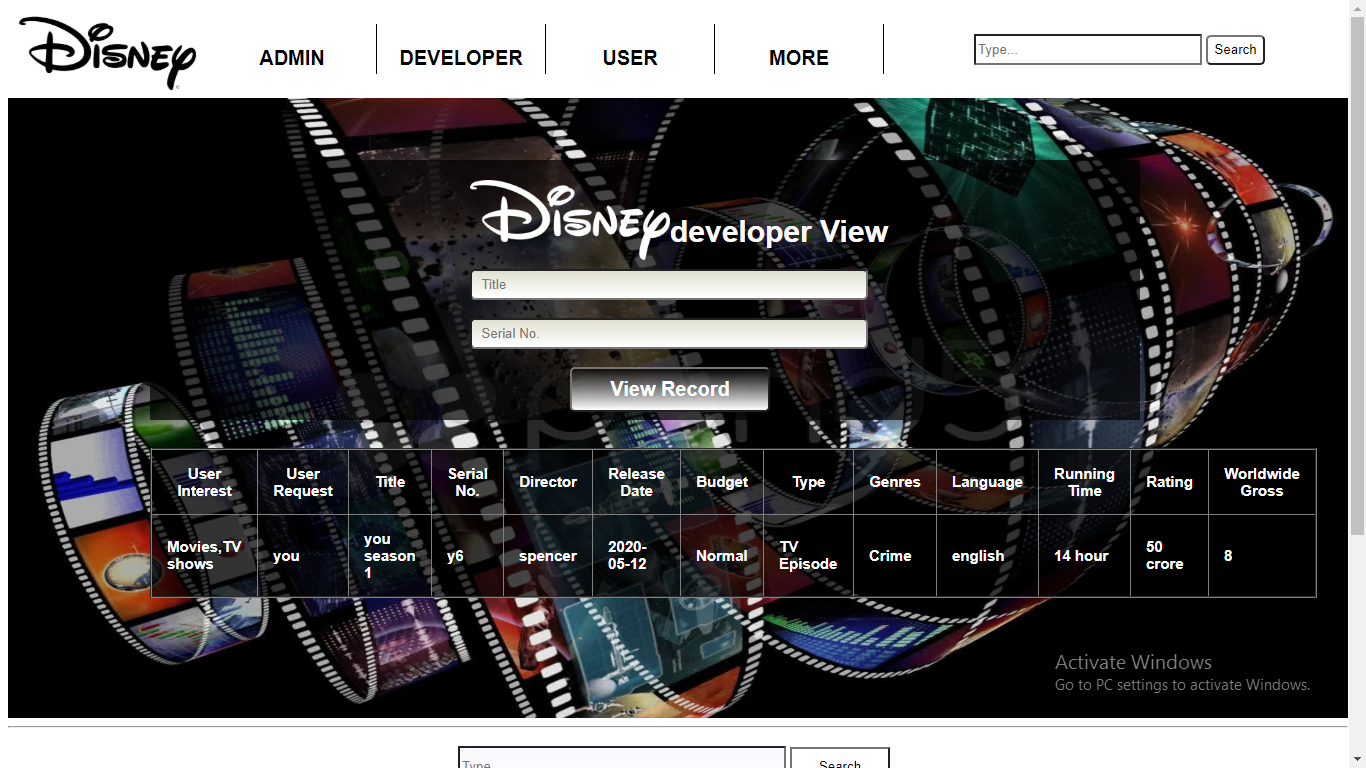 Disney
ADMIN
DEVELOPER
USER
MORE
Type...
Search
Disney developer View
Title
Serial No.
View Record
User Interest
User Request
Title
Serial No.
Director
Release Date
Budget
Type
Genres
Language
Running Time
Rating
Worldwide Gross
Movies,TV shows
you
you season 1
y6
spencer
2020-05-12
Normal
TV Episode
Crime
english
14 hour
50 crore
8
Activate Windows
Go to PC settings to activate Windows.
Type
Search